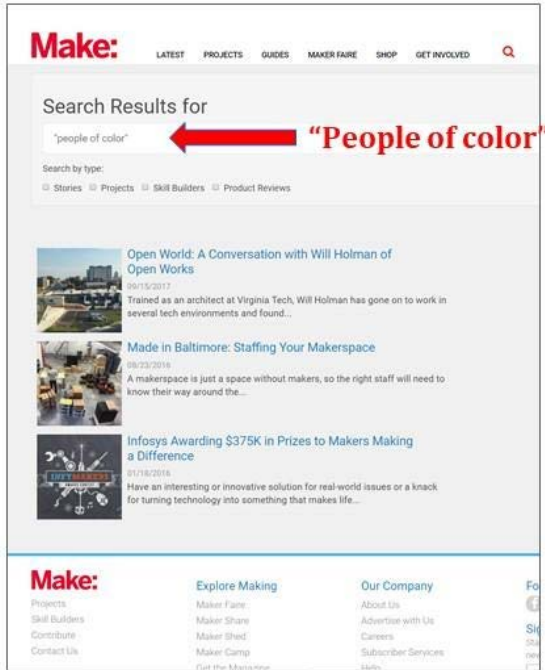 Make:
LATEST PROJECTS GUIDES MAKER FAIRE SHOP GET INVOLVED
Search Results for
"people of color"
“People of color”
Search by type:
Stories Projects Skill Builders Product Reviews
Open World: A Conversation with Will Holman of
Open Works
09/15/2017
Trained as an architect at Virginia Tech, Will Holman has gone on to work in
several tech environments and found...
Made in Baltimore: Staffing Your Makerspace
08/23/2016
A makerspace is just a space without makers, so the right staff will need to
know their way around the...
INFYMAKERS
Infosys Awarding $375K in Prizes to Makers Making
a Difference
01/18/2016
Have an interesting or innovative solution for real-world issues or a knack
for turning technology into something that makes life...
Make:
Explore Making Our Company Fo
Projects Maker Faire About Us
Skill Builders Maker Share Advertise with Us
Contribute Maker Shed Careers Sig
Contact Us Maker Camp Subscriber Services
Get the Magazine Help